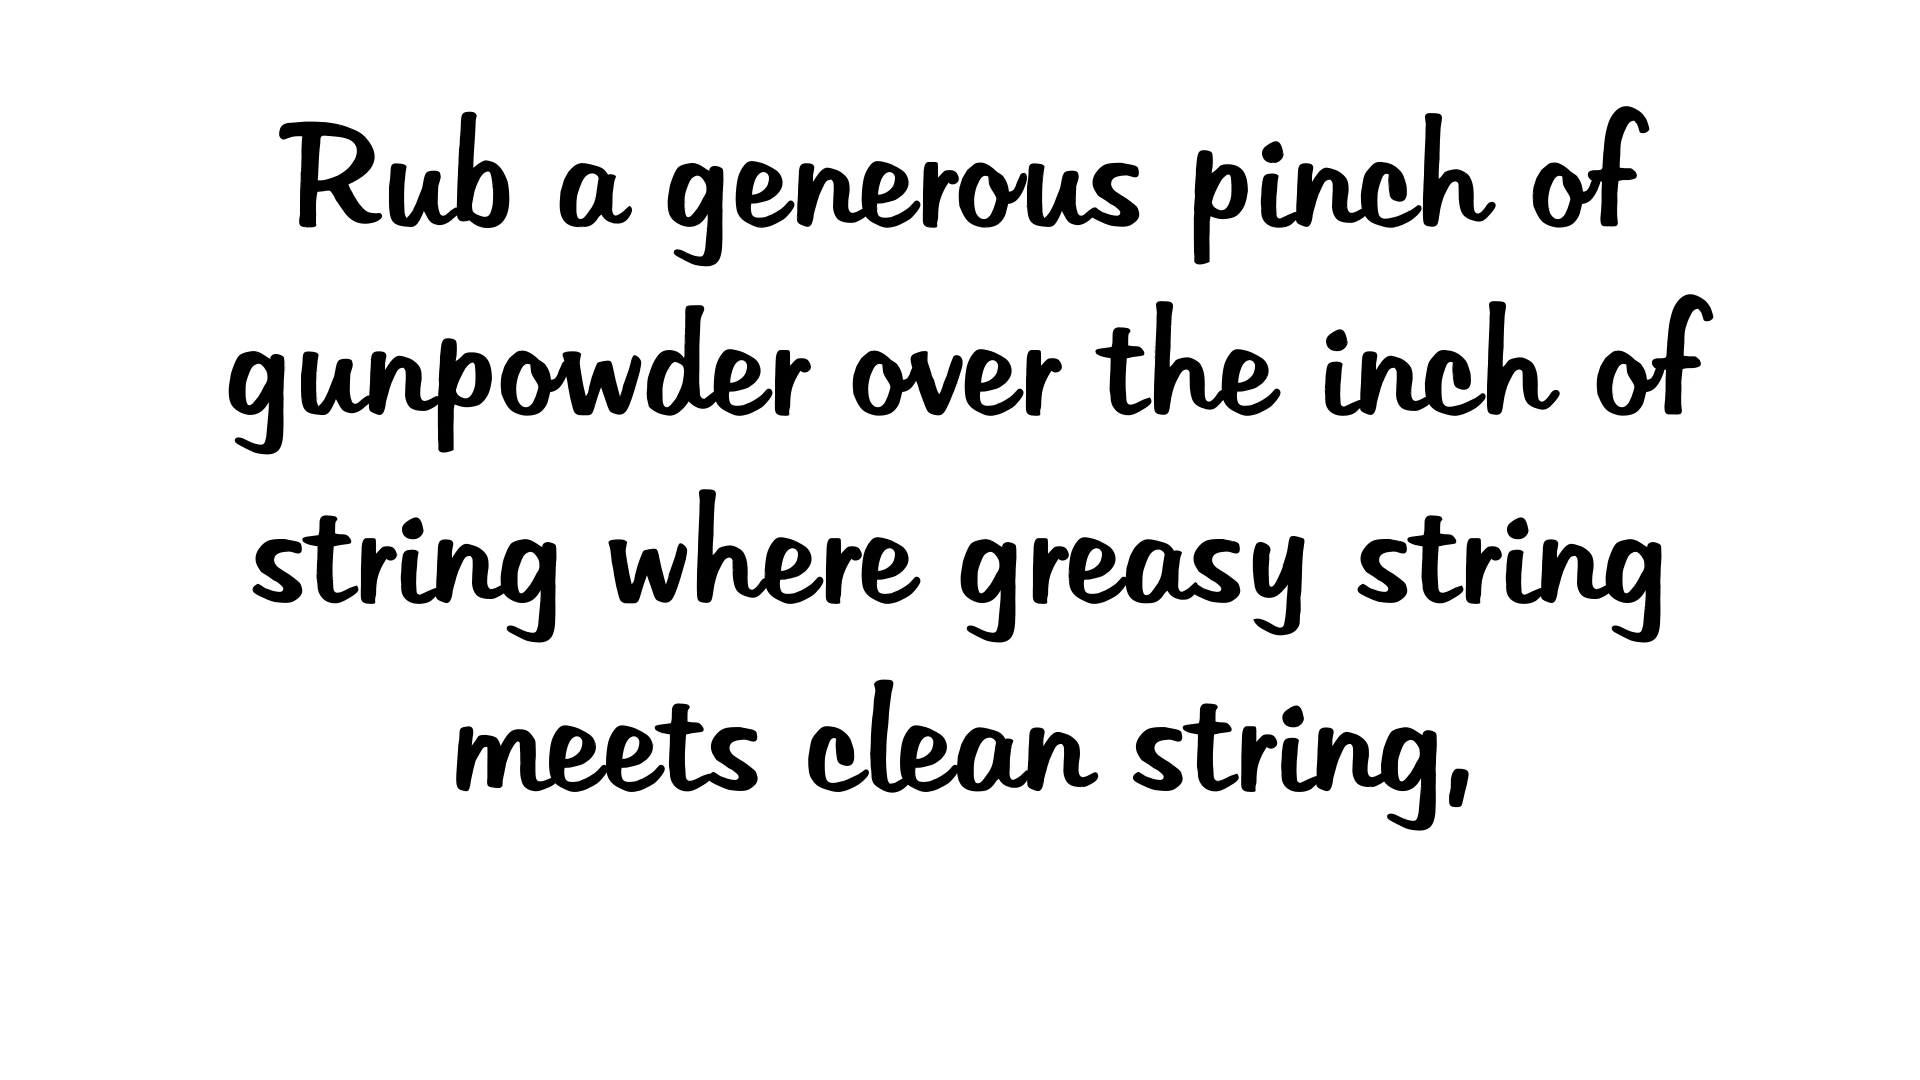 Rub a generous pinch of
gunpowder over the inch of
string where greasy string
meets clean string,